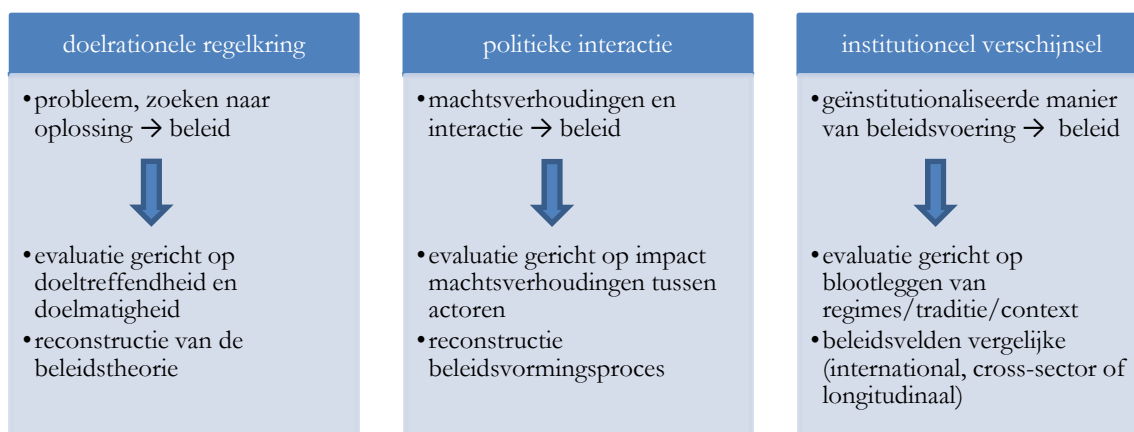 doelrationele regelkring
•probleem, zoeken naar
oplossing → beleid
•evaluatie gericht op
doeltreffendheid en
doelmatigheid
•reconstructie van de
beleidstheorie
politieke interactie
•machtsverhoudingen en
interactie → beleid
•evaluatie gericht op impact
machtsverhoudingen tussen
actoren
•reconstructie
beleidsvormingsproces
institutioneel verschijnsel
•geïnstitutionaliseerde manier
van beleidsvoering → beleid
•evaluatie gericht op
blootleggen van
regimes/traditie/context
•beleidsvelden vergelijke
(international, cross-sector of
longitudinaal)